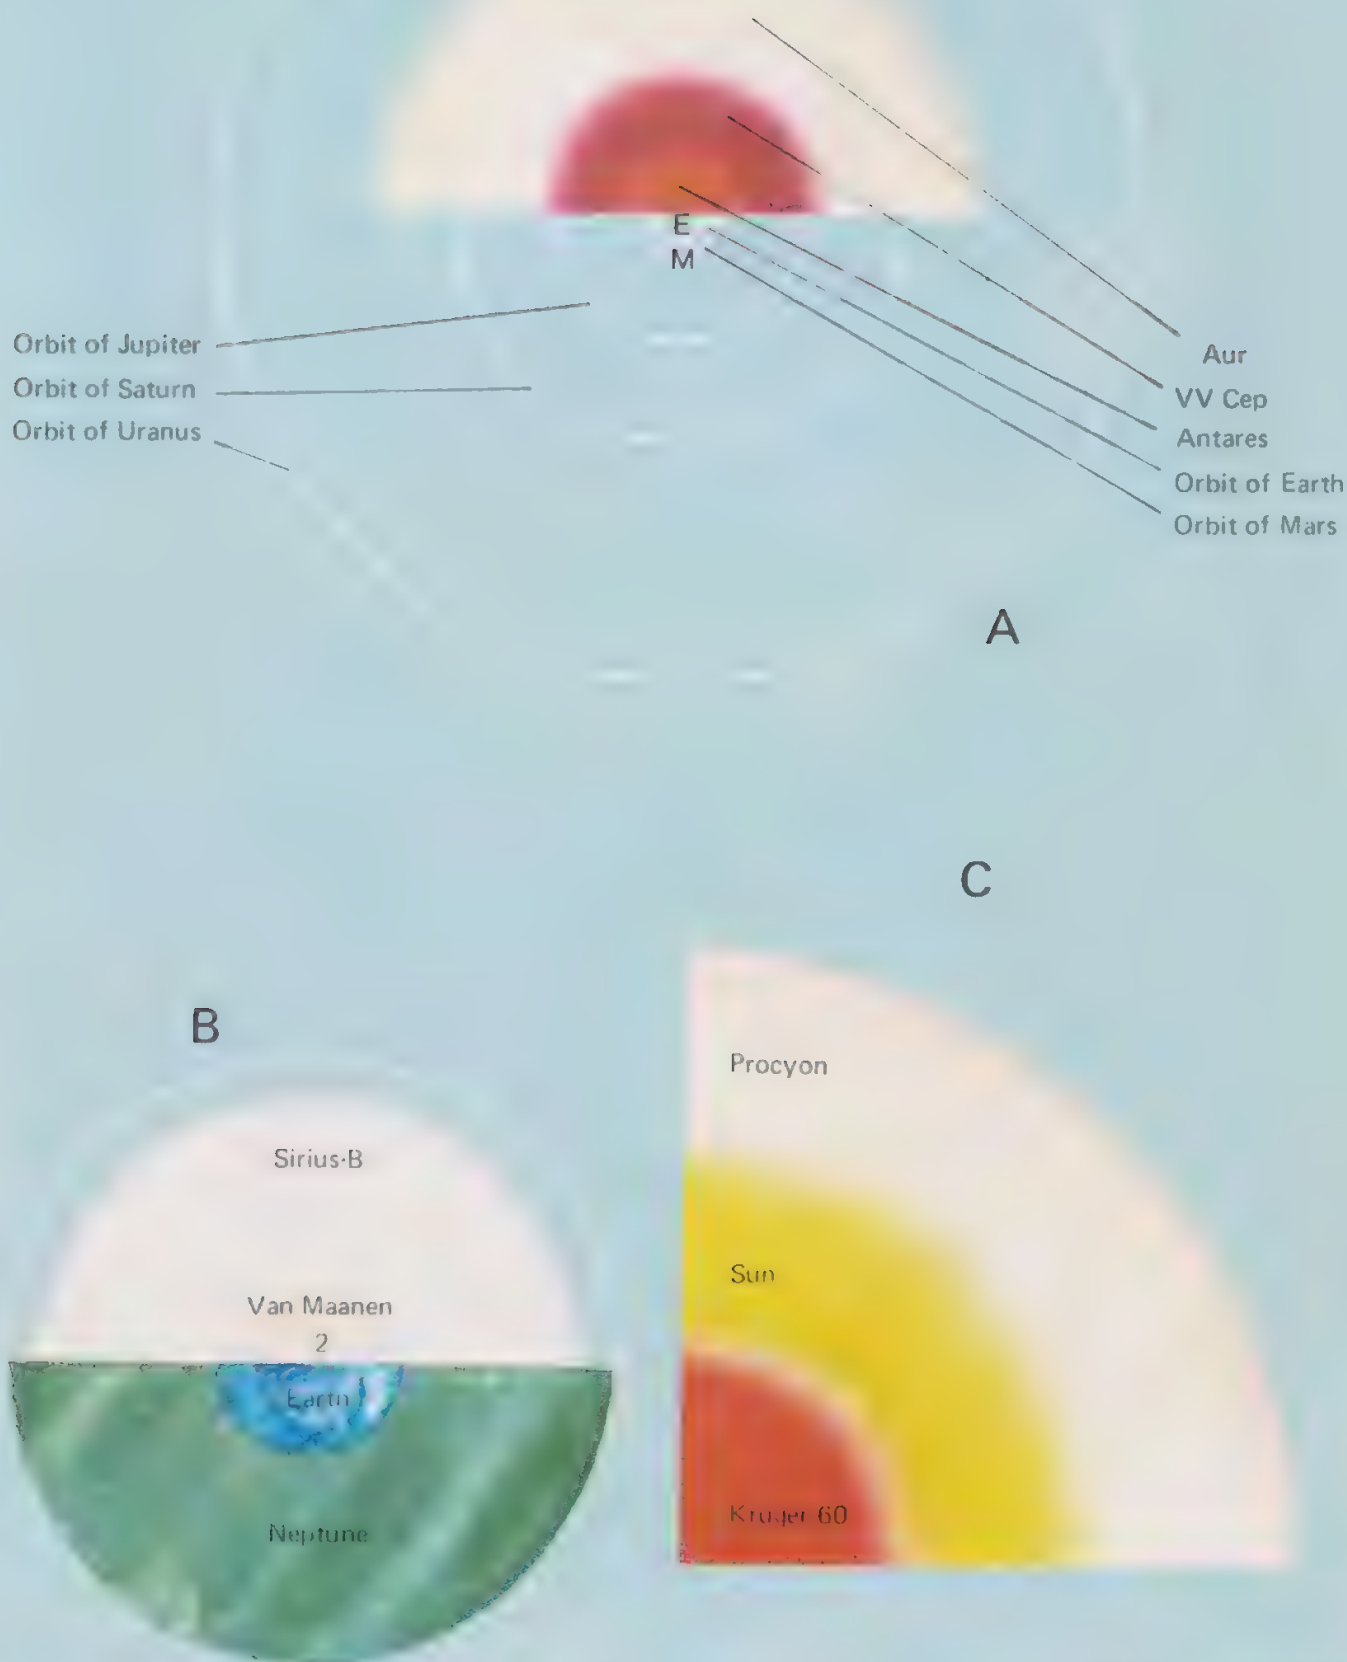 E
M
Orbit of Jupiter
Orbit of Saturn
Orbit of Uranus
Aur
VV Cep
Antares
Orbit of Earth
Orbit of Mars
A
C
B
Procyon
Sirius-B
Sun
Van Maanen
2
Earth
Kruger 60
Neptune